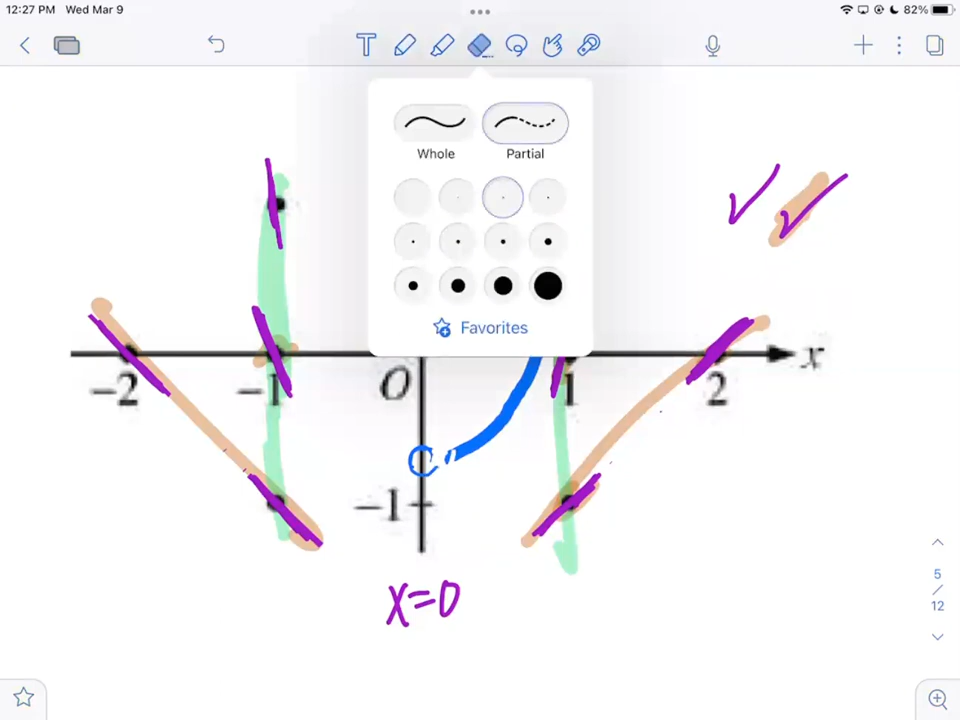 12:27 PM Wed Mar 9 82%
T
Whole Partial
Favorites
x
-2 -1 O 1 2
-1
x=0
5
/
12